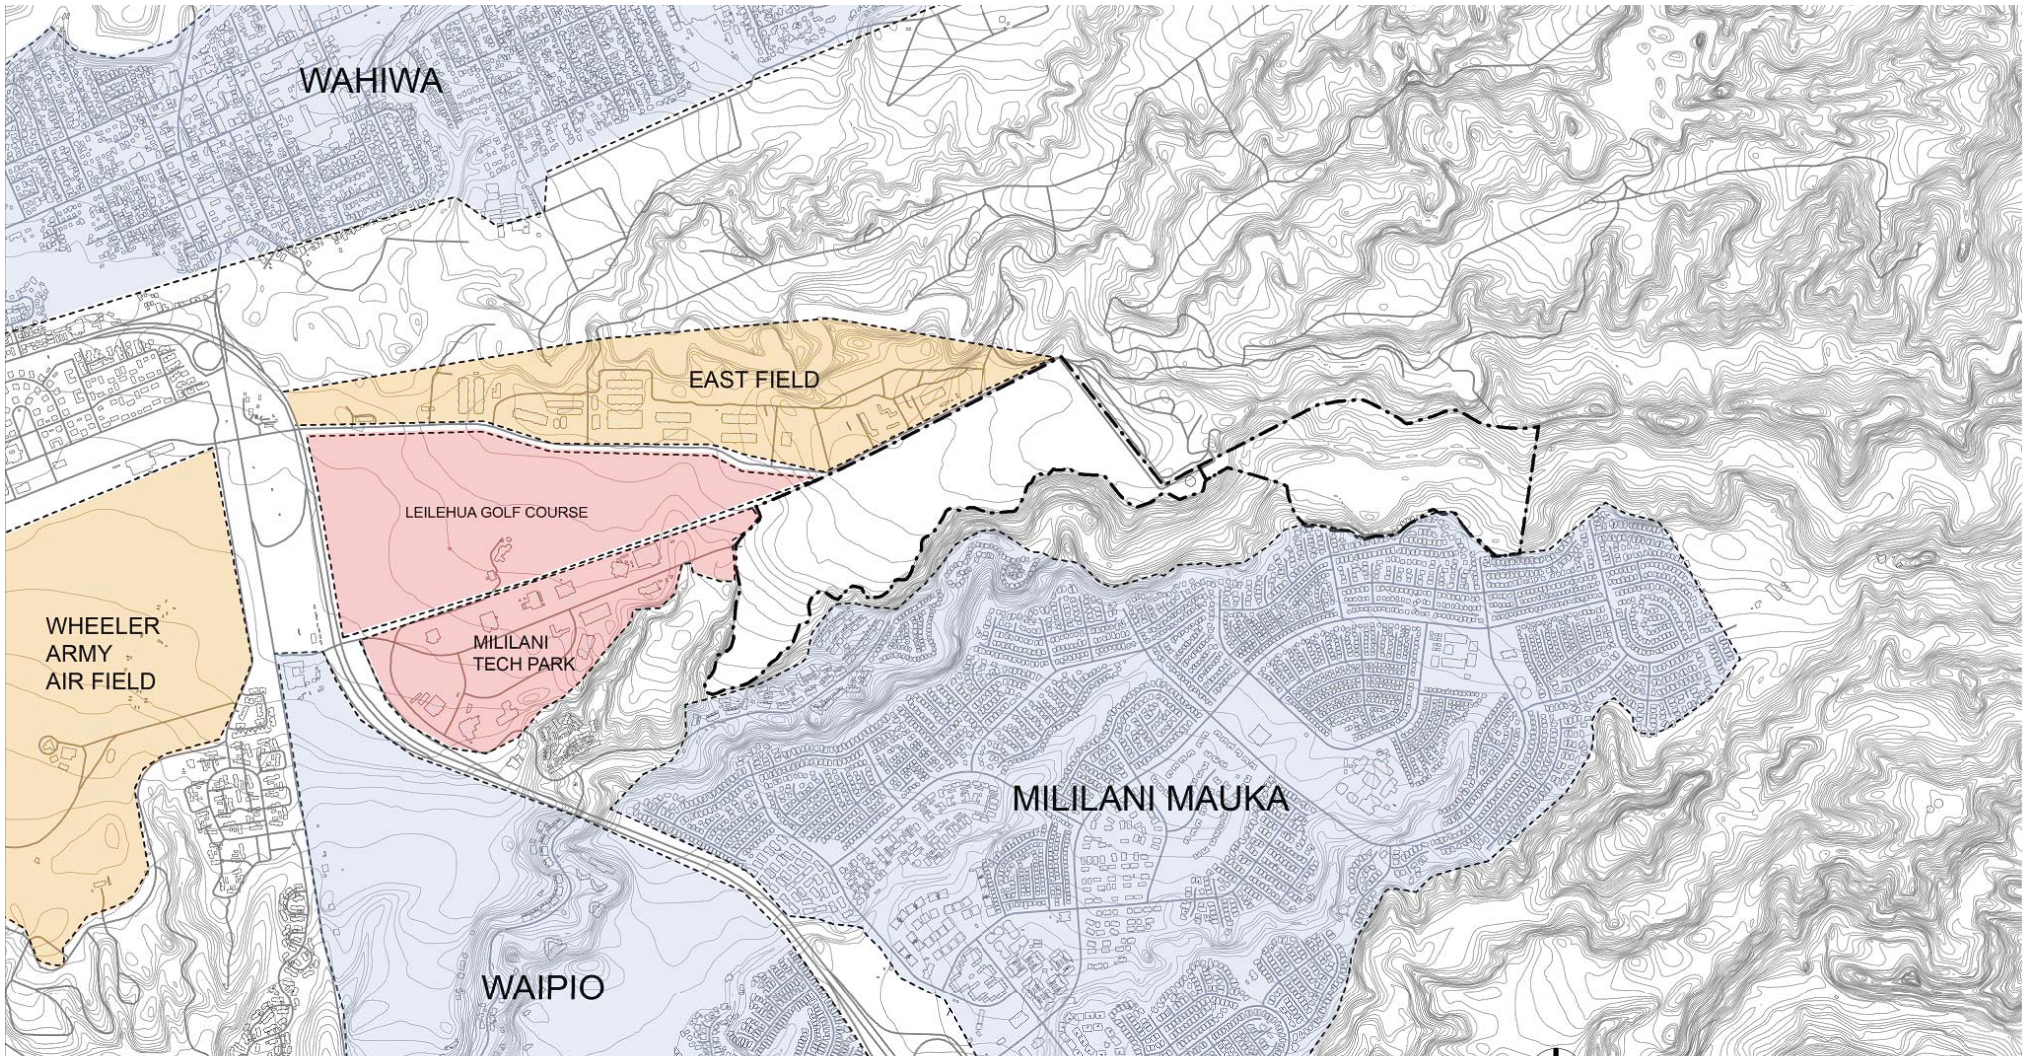 WAHIWA
EAST FIELD
LEILEHUA GOLF COURSE
WHEELER
ARMY
AIR FIELD
MILILANI
TECH PARK
MILILANI MAUKA
WAIPIO